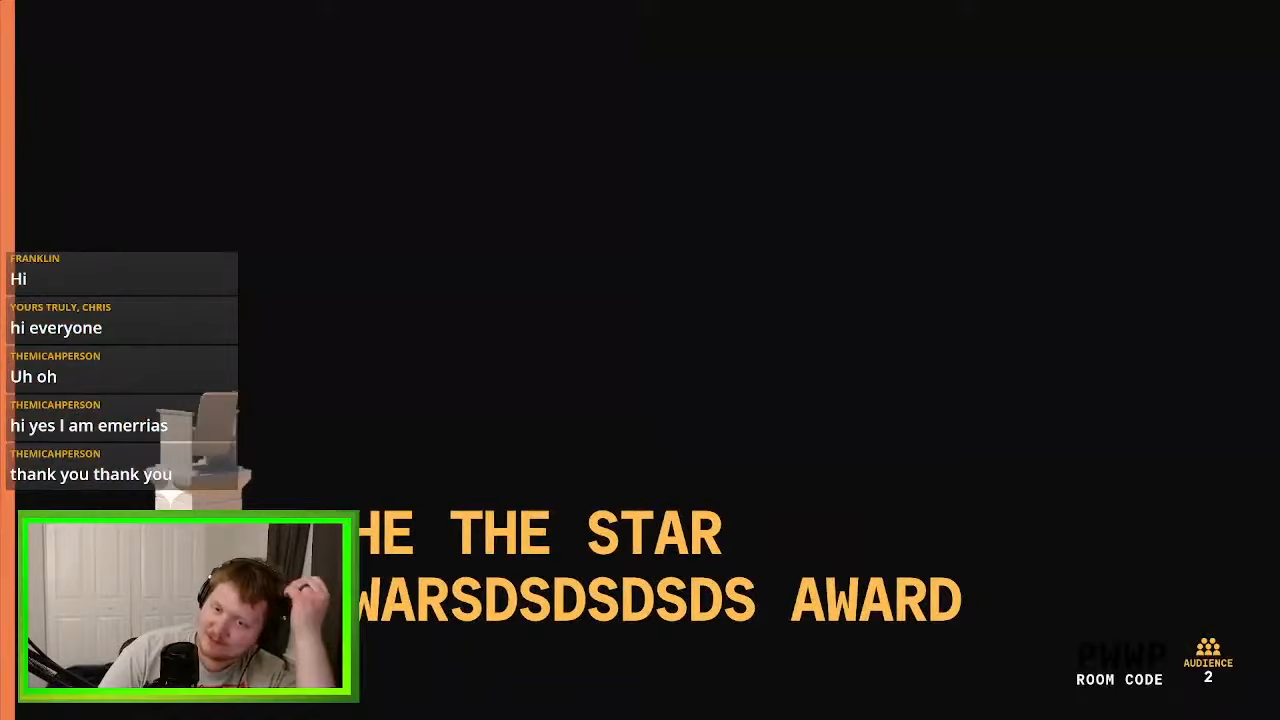 FRANKLIN
Hi
YOURS TRULY, CHRIS
hi everyone
THEMICAHPERSON
Uh oh
THEMICAHPERSON
hi yes I am emerrias
THEMICAHPERSON
thank you thank you
HE THE STAR
WARSDSDSDSDS AWARD
PWWP
ROOM CODE
AUDIENCE
2